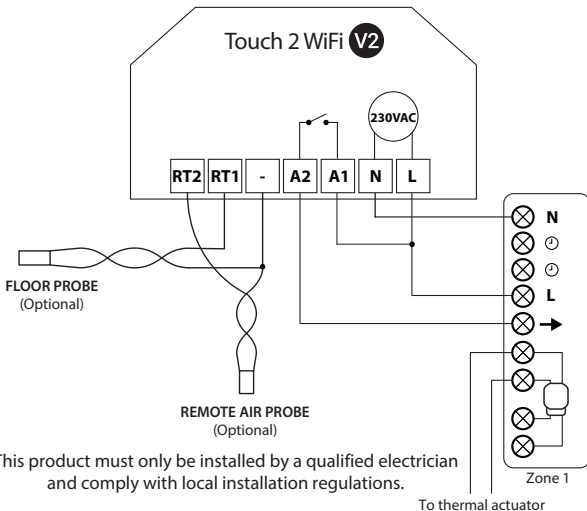 Touch 2 WiFi V2
230VAC
RT2 RT1 - A2 A1 N L
N
L
FLOOR PROBE
(Optional)
REMOTE AIR PROBE
(Optional)
This product must only be installed by a qualified electrician
and comply with local installation regulations.
Zone 1
To thermal actuator